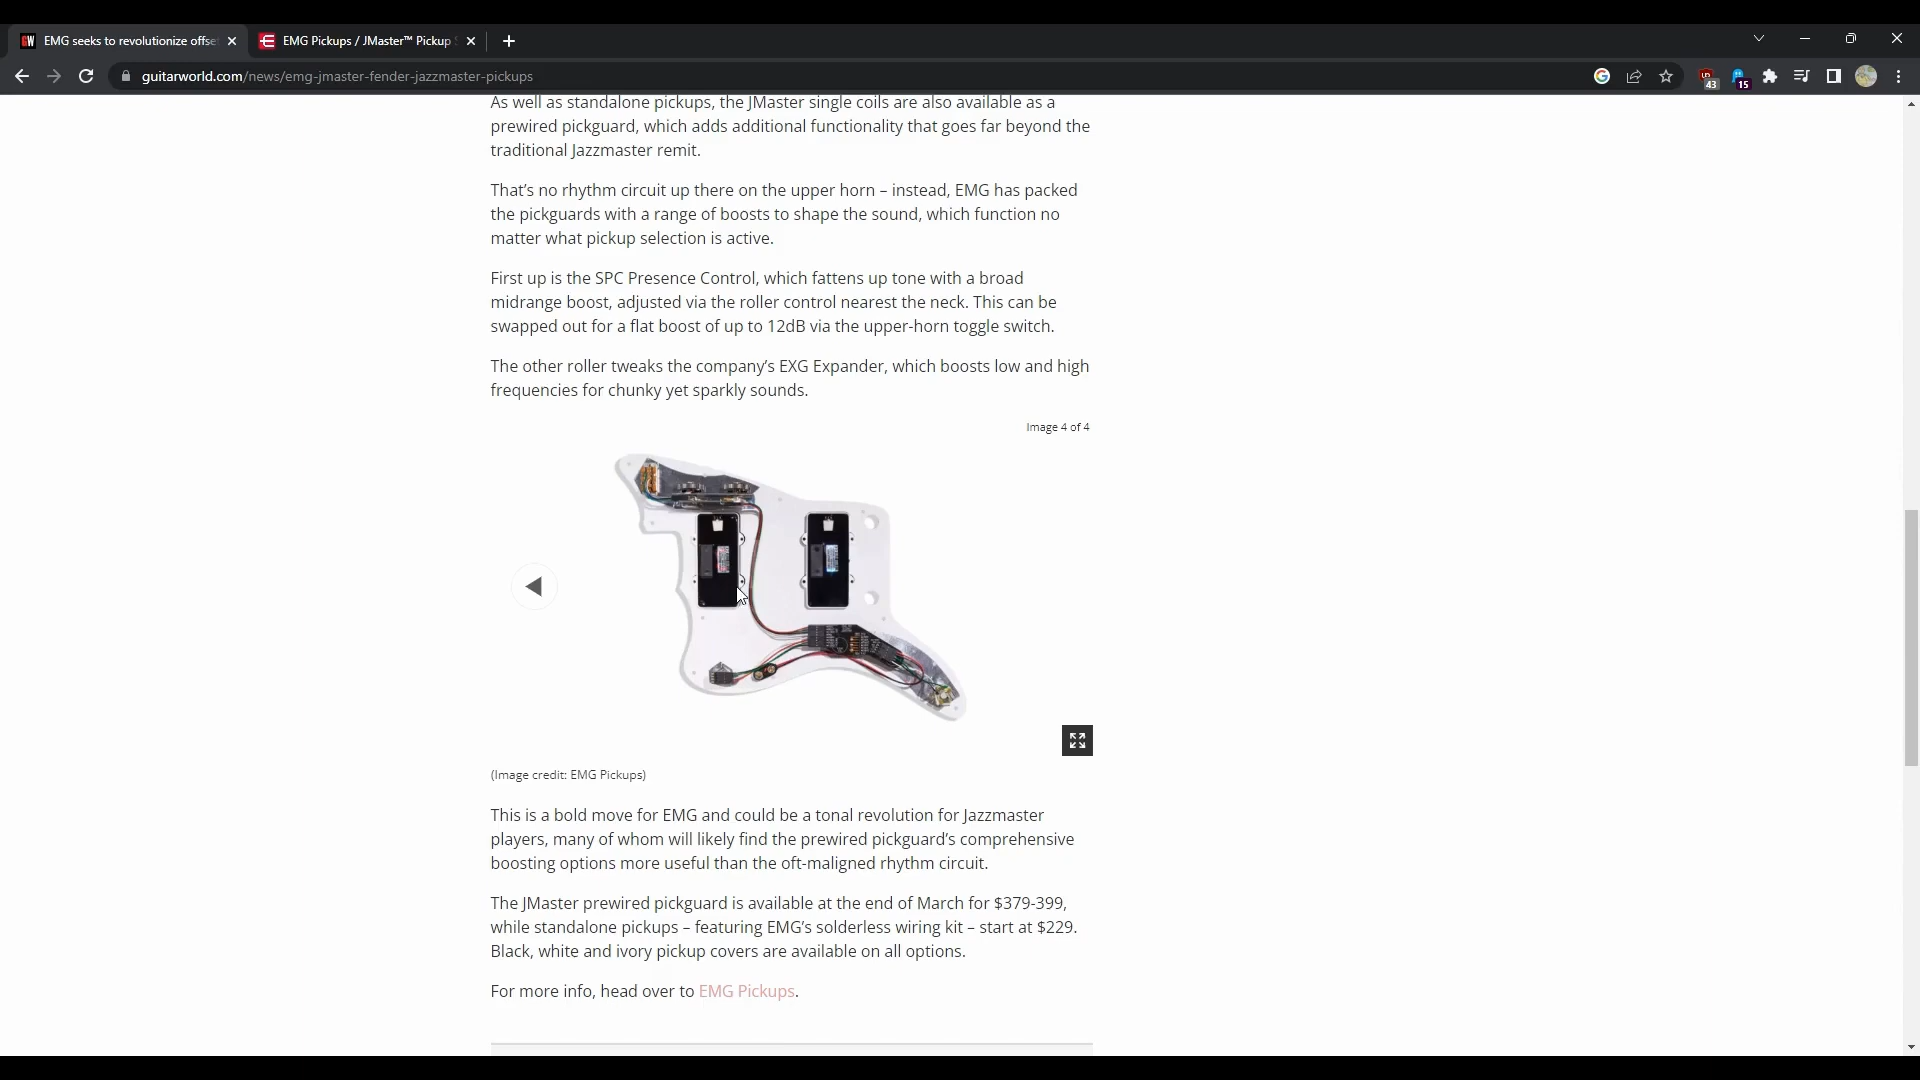 EMG seeks to revolutionize offse
EMG Pickups / JMaster™ Pickup S
guitarworld.com/news/emg-jmaster-fender-jazzmaster-pickups
43
15
As well as standalone pickups, the JMaster single coils are also available as a
prewired pickguard, which adds additional functionality that goes far beyond the
traditional Jazzmaster remit.
That's no rhythm circuit up there on the upper horn – instead, EMG has packed
the pickguards with a range of boosts to shape the sound, which function no
matter what pickup selection is active.
First up is the SPC Presence Control, which fattens up tone with a broad
midrange boost, adjusted via the roller control nearest the neck. This can be
swapped out for a flat boost of up to 12dB via the upper-horn toggle switch.
The other roller tweaks the company's EXG Expander, which boosts low and high
frequencies for chunky yet sparkly sounds.
Image 4 of 4
(Image credit: EMG Pickups)
This is a bold move for EMG and could be a tonal revolution for Jazzmaster
players, many of whom will likely find the prewired pickguard's comprehensive
boosting options more useful than the oft-maligned rhythm circuit.
The JMaster prewired pickguard is available at the end of March for $379-399,
while standalone pickups – featuring EMG's solderless wiring kit – start at $229.
Black, white and ivory pickup covers are available on all options.
For more info, head over to EMG Pickups.